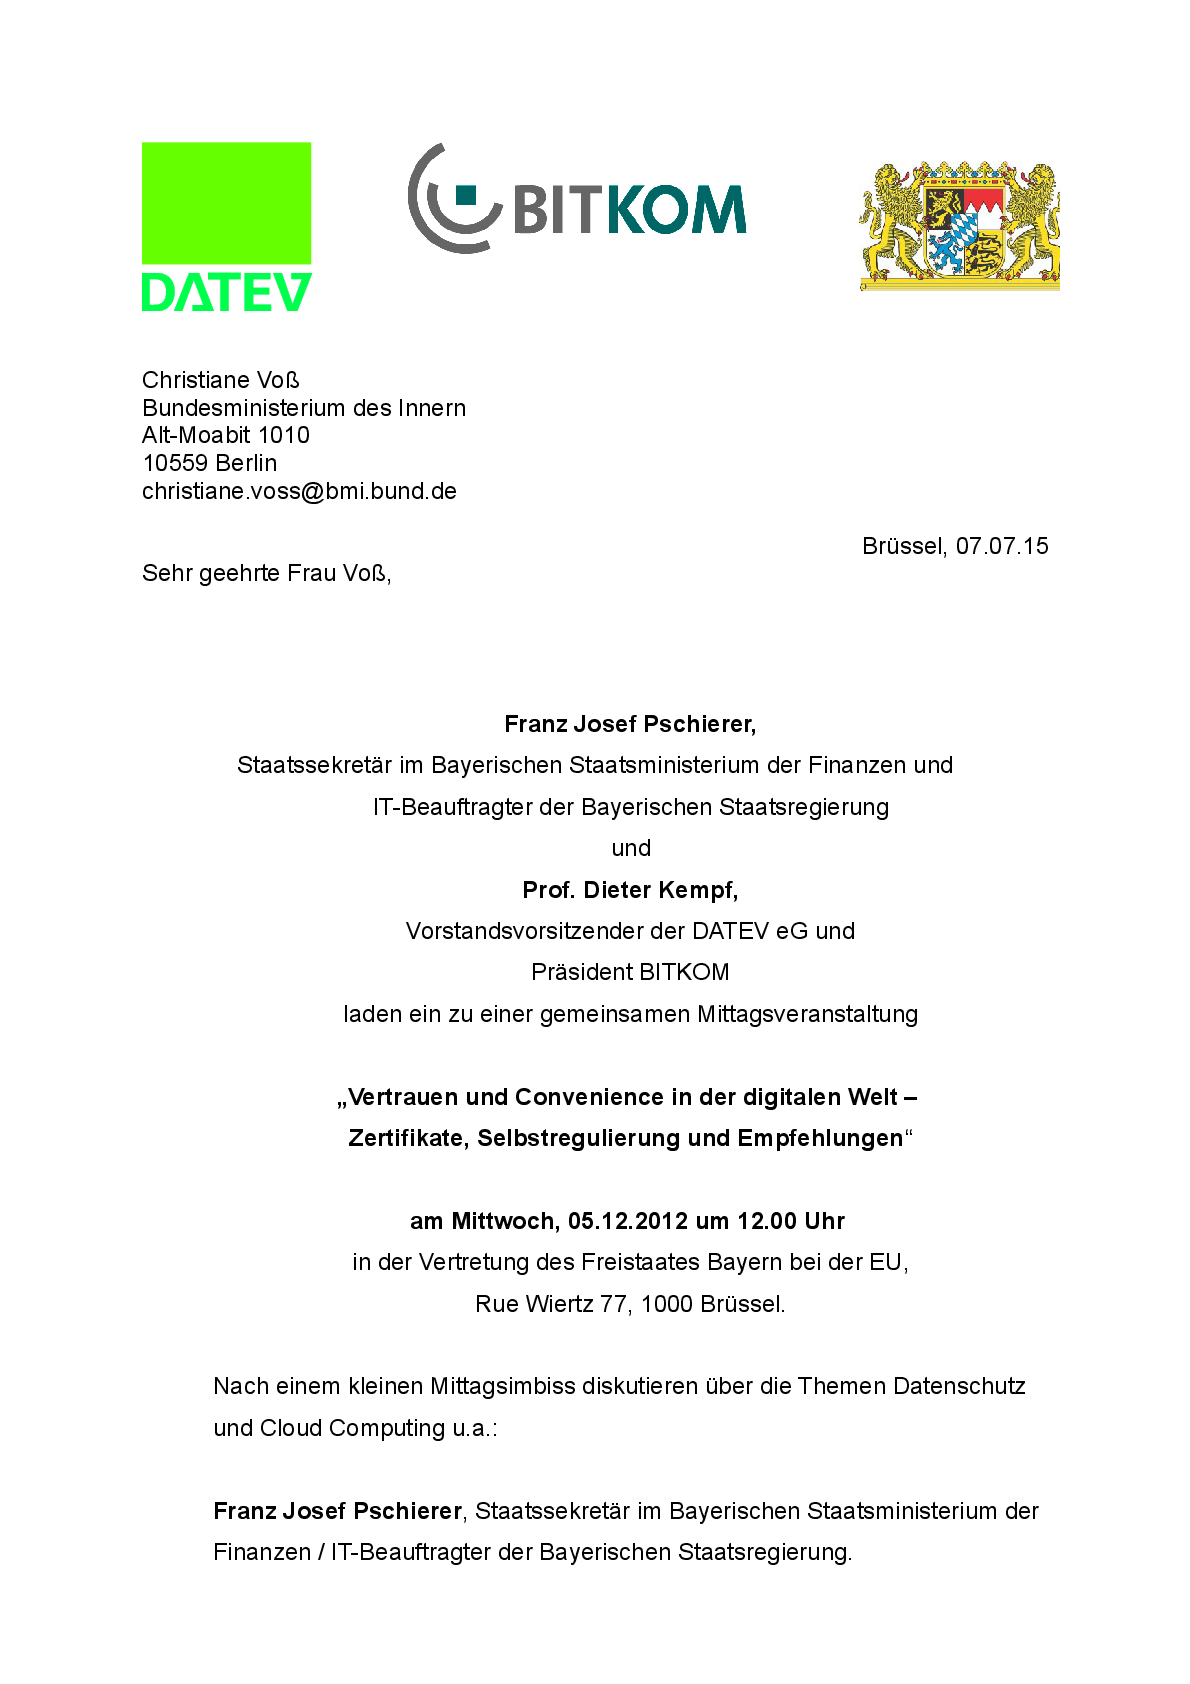 DATEV
BITKOM
Christiane Voß
Bundesministerium des Innern
Alt-Moabit 1010
10559 Berlin
christiane.voss@bmi.bund.de
Brüssel, 07.07.15
Sehr geehrte Frau Voß,
Franz Josef Pschierer,
Staatssekretär im Bayerischen Staatsministerium der Finanzen und
IT-Beauftragter der Bayerischen Staatsregierung
und
Prof. Dieter Kempf,
Vorstandsvorsitzender der DATEV eG und
Präsident BITKOM
laden ein zu einer gemeinsamen Mittagsveranstaltung
„Vertrauen und Convenience in der digitalen Welt –
Zertifikate, Selbstregulierung und Empfehlungen“
am Mittwoch, 05.12.2012 um 12.00 Uhr
in der Vertretung des Freistaates Bayern bei der EU,
Rue Wiertz 77, 1000 Brüssel.
Nach einem kleinen Mittagsimbiss diskutieren über die Themen Datenschutz
und Cloud Computing u.a.:
Franz Josef Pschierer, Staatssekretär im Bayerischen Staatsministerium der
Finanzen / IT-Beauftragter der Bayerischen Staatsregierung.